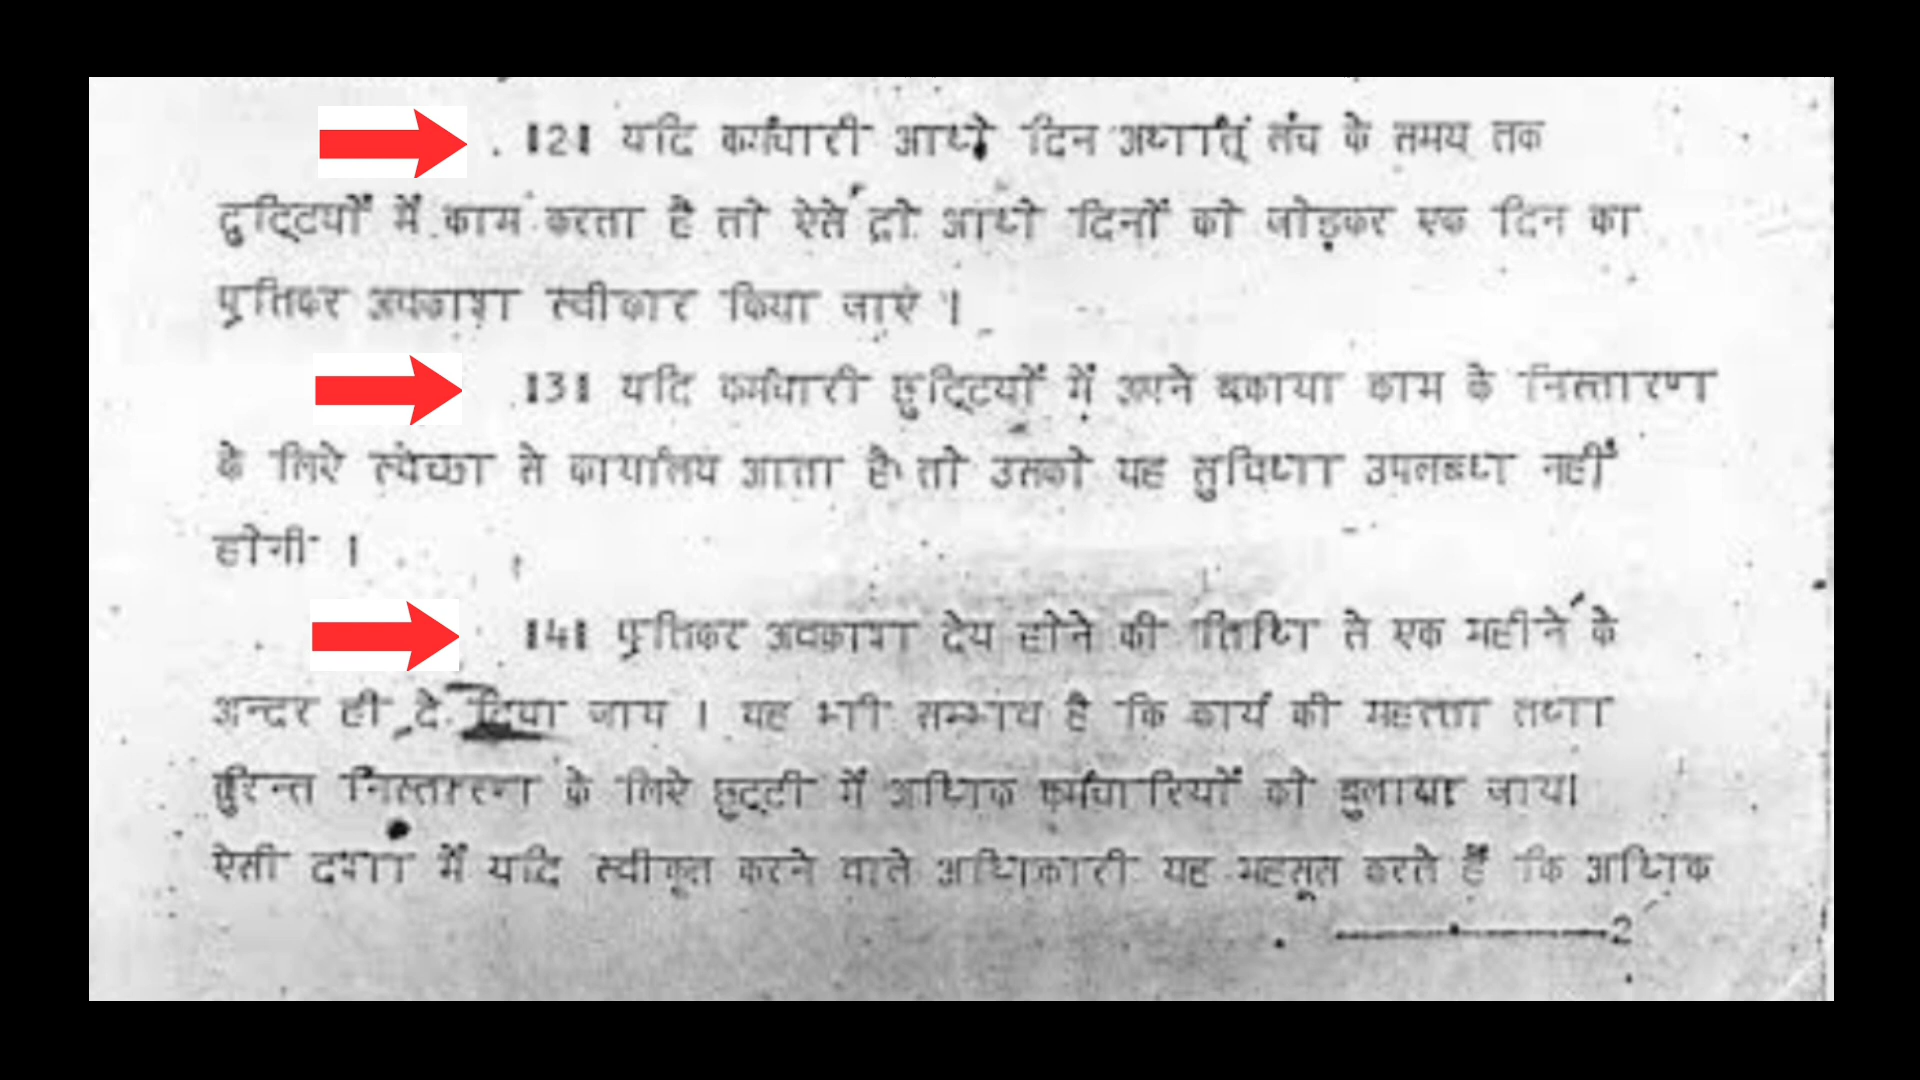 (2) यदि कर्मचारी आधे दिन अर्थात् लंच के समय तक
छुट्टियों में काम करता है तो ऐसे दो आधे दिनों को जोड़कर एक दिन का
प्रतिकर अवकाश स्वीकार किया जाए ।
(3) यदि कर्मचारी छुट्टियों में अपने बकाया काम के निस्तारण
के लिऐ स्वेच्छा से कार्यालय आता है तो उसको यह सुविधा उपलब्ध नहीं
होगी ।
(4) प्रतिकर अवकाश देय होने की तिथि से एक महीने के
अन्दर ही दे दिया जाय । यह भी सम्भव है कि कार्य की महत्ता तथा
तुरन्त निस्तारण के लिऐ छुट्टी में अधिक कर्मचारियों को बुलाया जाय।
ऐसी दशा में यदि स्वीकृत करने वाले अधिकारी यह महसूस करते हैं कि अधिक
2